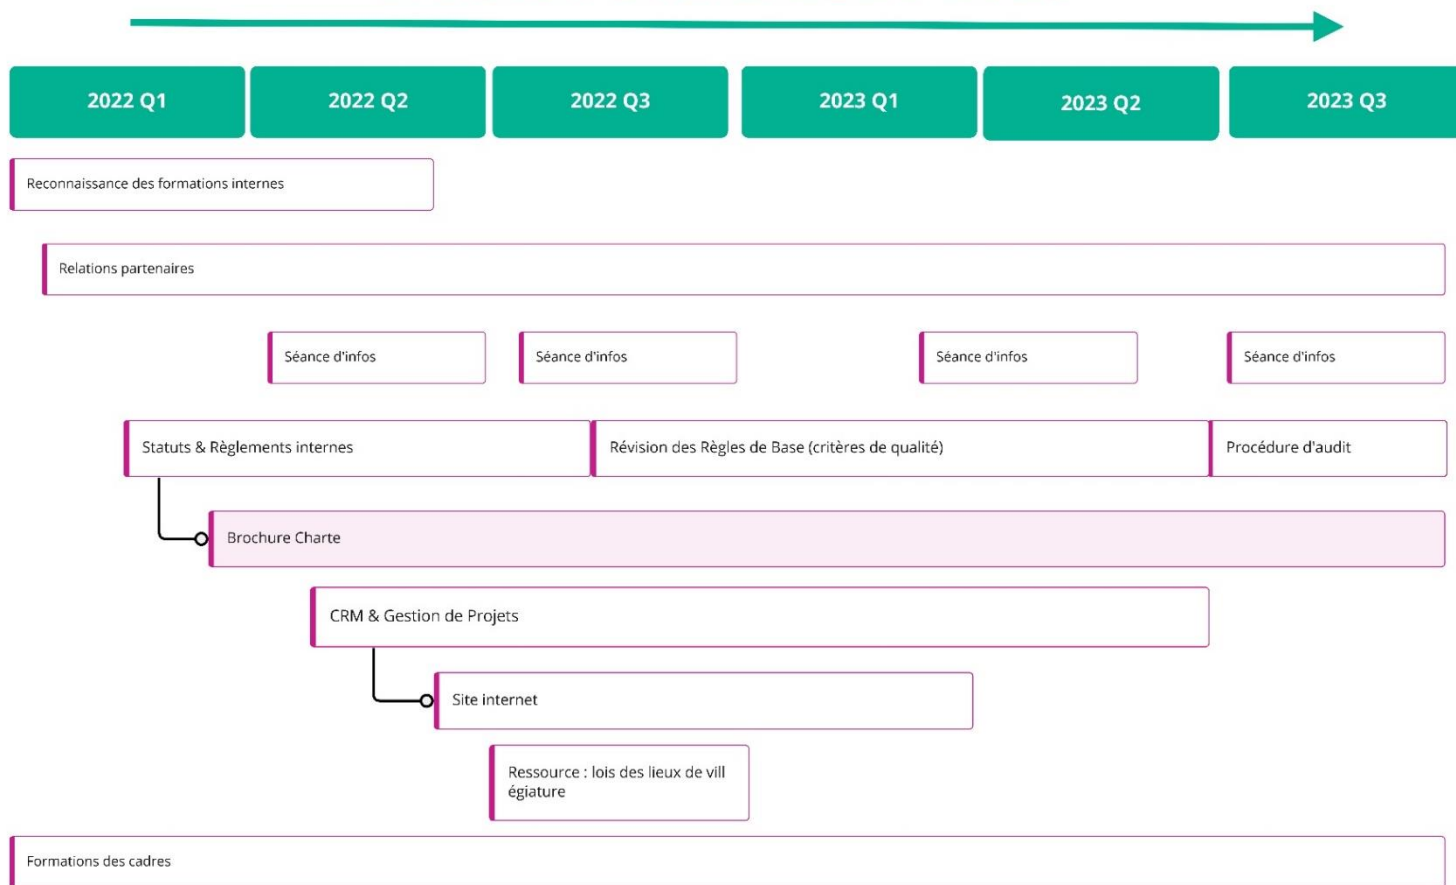 2022 Q1
2022 Q2
2022 Q3
2023 Q1
2023 Q2
2023 Q3
Reconnaissance des formations internes
Relations partenaires
Séance d'infos
Séance d'infos
Séance d'infos
Séance d'infos
Statuts & Règlements internes
Révision des Règles de Base (critères de qualité)
Procédure d'audit
Brochure Charte
CRM & Gestion de Projets
Site internet
Ressource : lois des lieux de vill
égiature
Formations des cadres